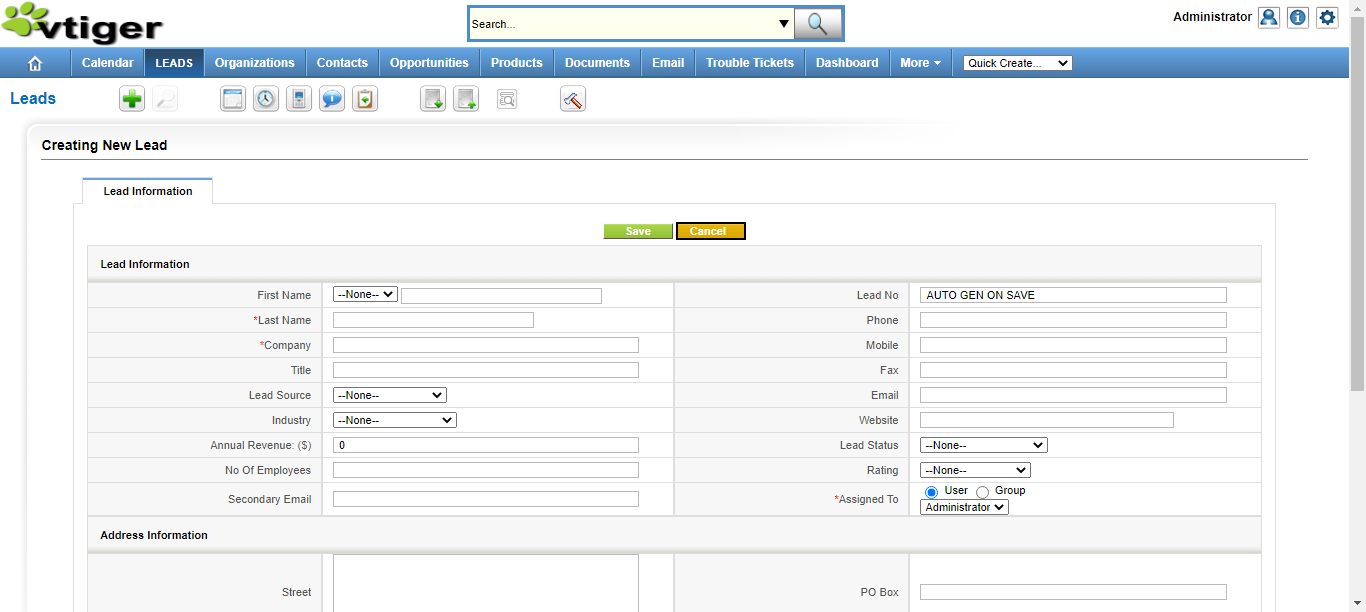 vtiger
Search...
Administrator
Calendar LEADS Organizations Contacts Opportunities Products Documents Email Trouble Tickets Dashboard More Quick Create...
Leads
Creating New Lead
Lead Information
Save Cancel
Lead Information
First Name --None-- Lead No AUTO GEN ON SAVE
*Last Name Phone
*Company Mobile
Title Fax
Lead Source --None-- Email
Industry --None-- Website
Annual Revenue: ($) 0 Lead Status --None--
No Of Employees Rating --None--
Secondary Email *Assigned To User Group
Administrator
Address Information
Street PO Box